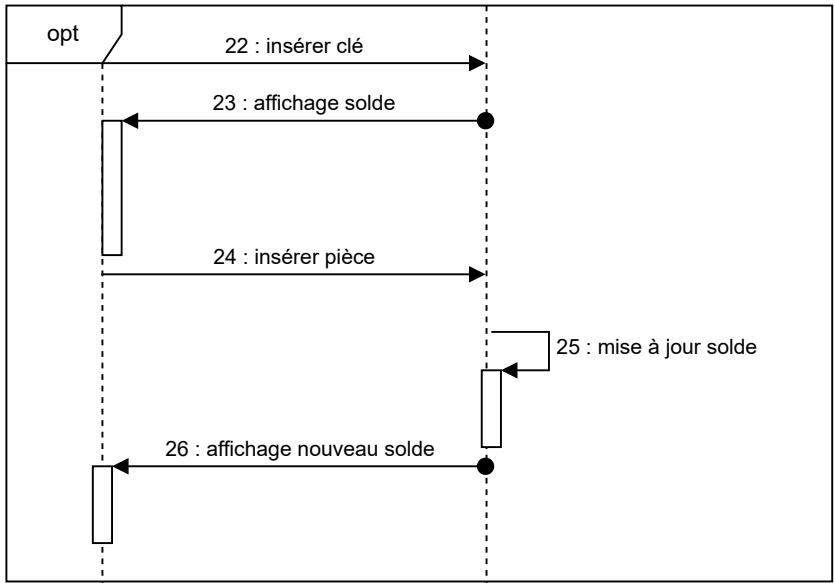 opt
22 : insérer clé
23 : affichage solde
24 : insérer pièce
25 : mise à jour solde
26 : affichage nouveau solde